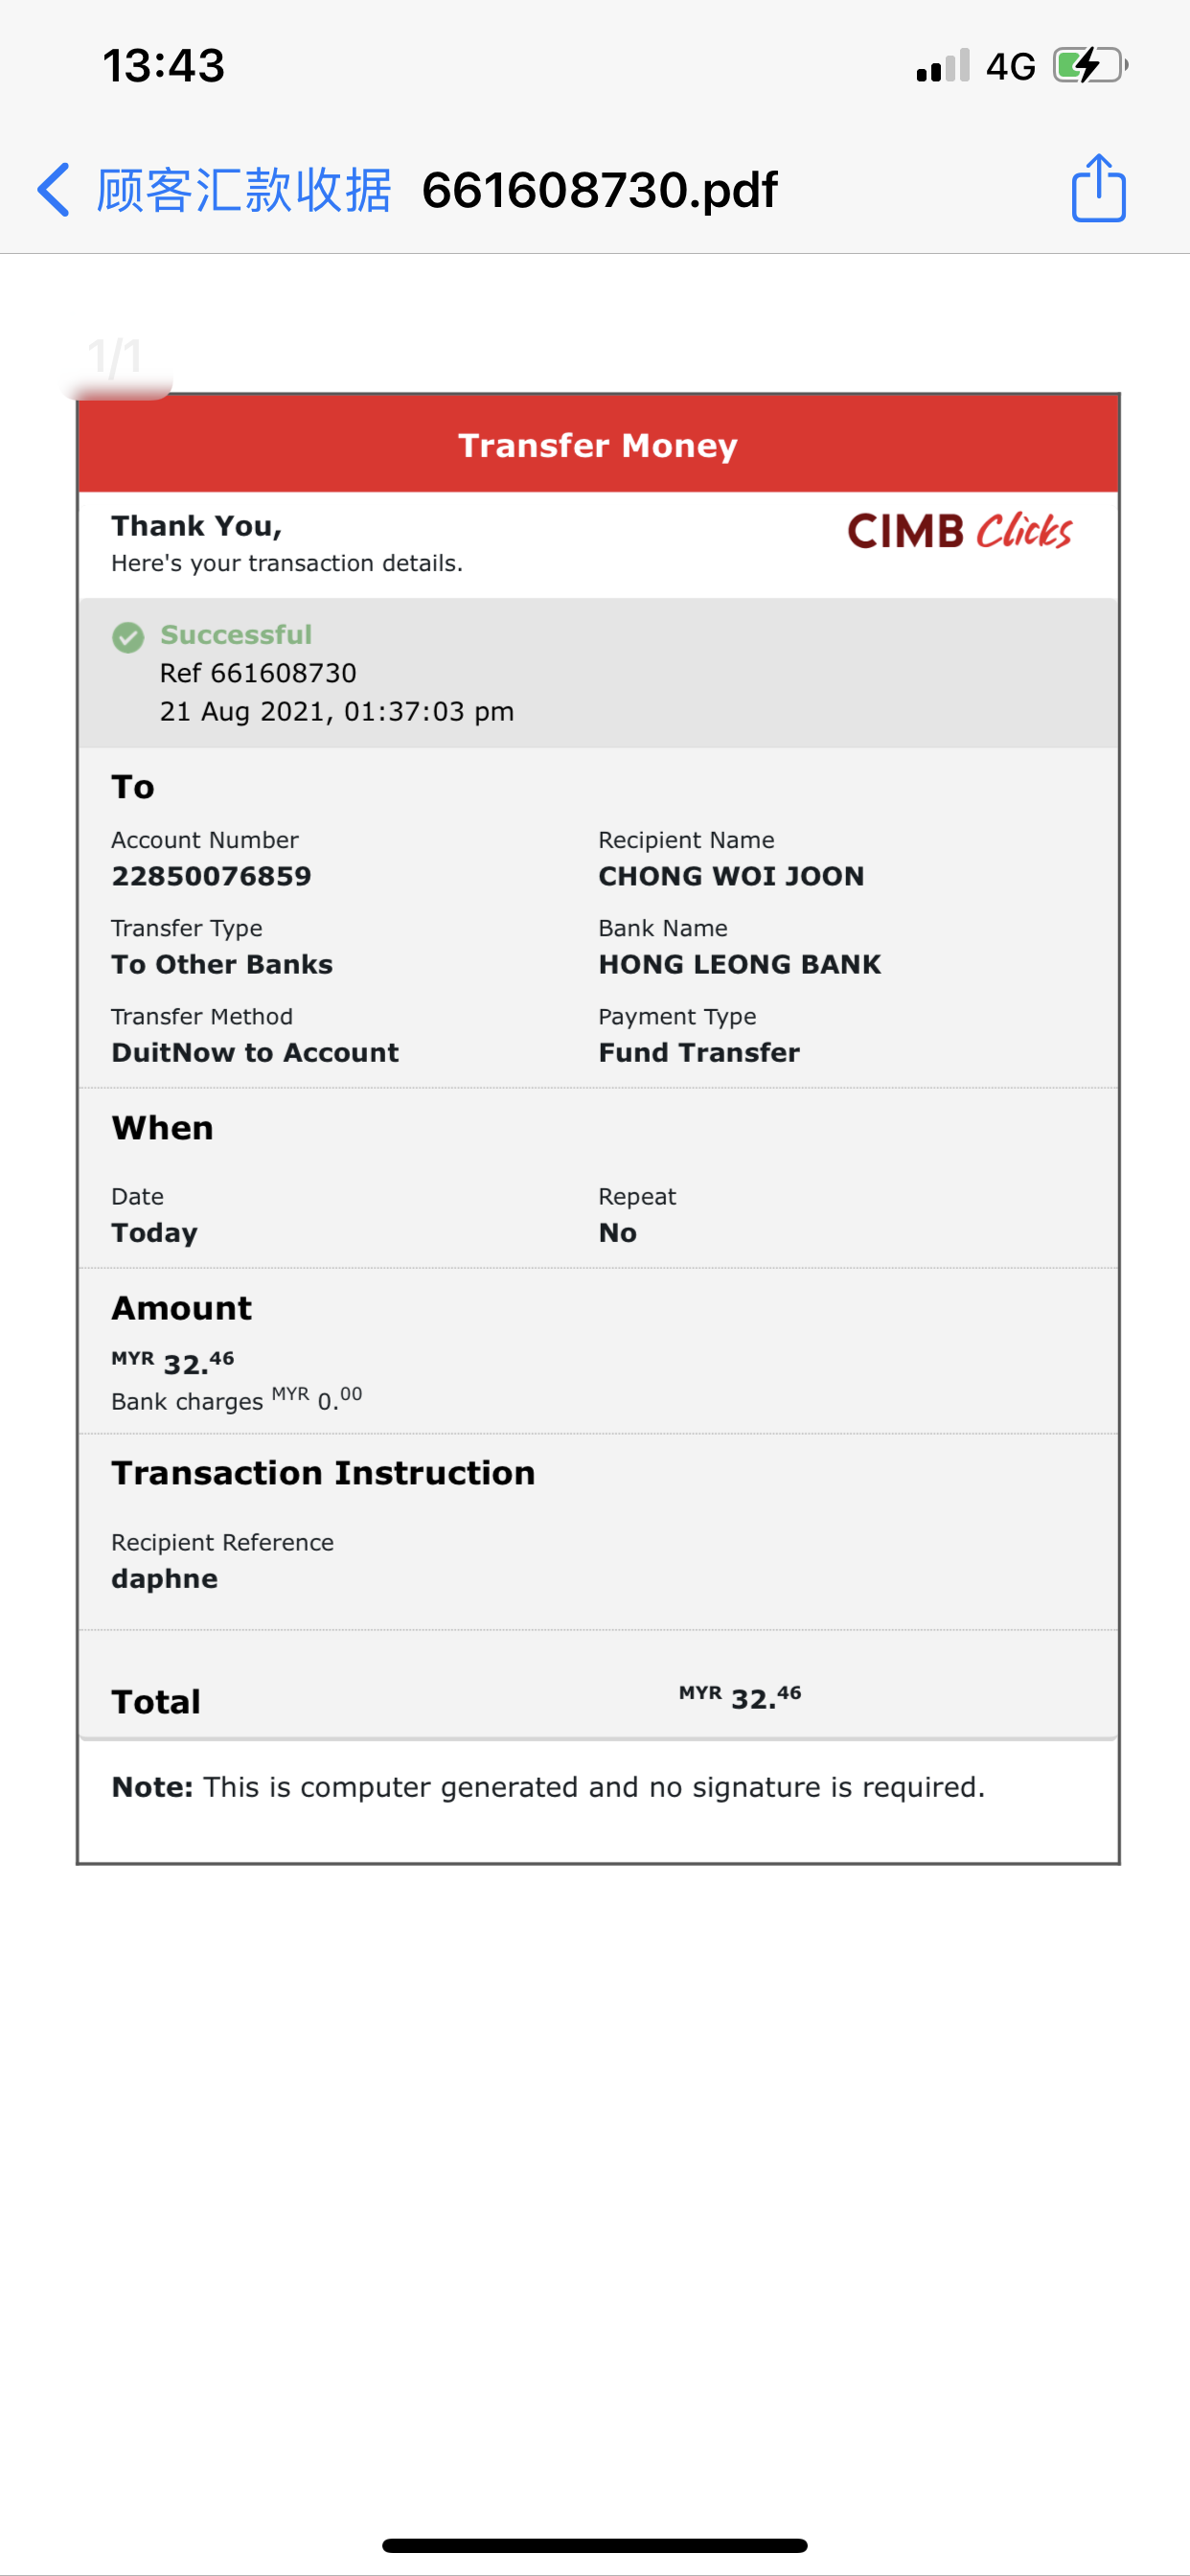 13:43 4G
顾客汇款收据 661608730.pdf
1/1
Transfer Money
Thank You,
CIMB Clicks
Here's your transaction details.
Successful
Ref 661608730
21 Aug 2021, 01:37:03 pm
To
Account Number Recipient Name
22850076859 CHONG WOI JOON
Transfer Type Bank Name
To Other Banks HONG LEONG BANK
Transfer Method Payment Type
DuitNow to Account Fund Transfer
When
Date Repeat
Today No
Amount
MYR 32.46
Bank charges MYR 0.00
Transaction Instruction
Recipient Reference
daphne
Total MYR 32.46
Note: This is computer generated and no signature is required.